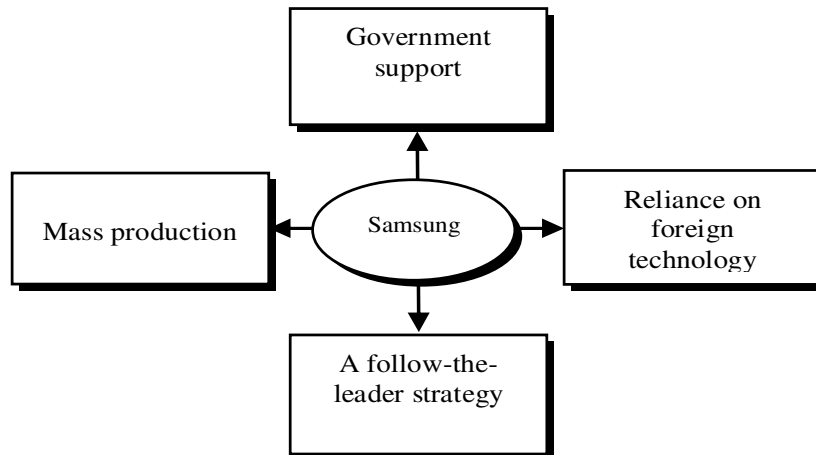 Government
support
Mass production
Samsung
Reliance on
foreign
technology
A follow-the-
leader strategy